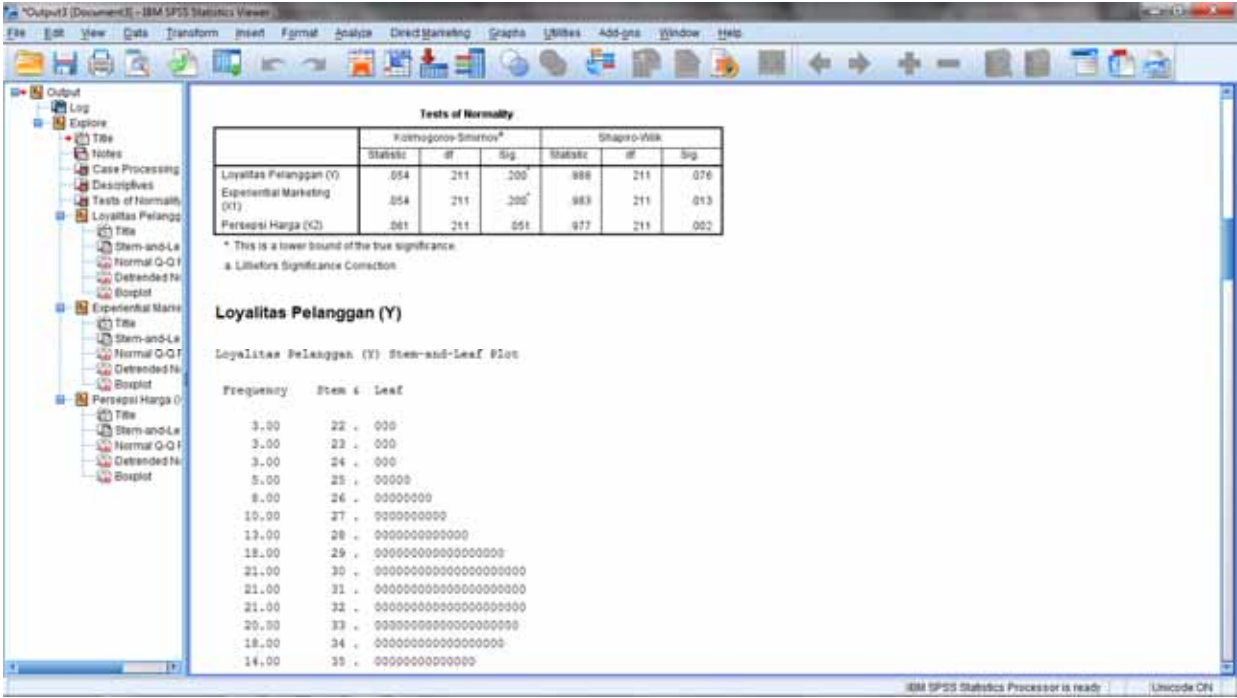 *Output3 [Document3] - IBM SPSS Statistics Viewer
File Edit View Data Transform Insert Format Analyze Direct Marketing Graphs Utilities Add-ons Window Help
Output
Log
Explore
Title
Notes
Case Processing
Descriptives
Tests of Normality
Loyalitas Pelangg
Title
Stem-and-Le
Normal Q-Q
Detrended
Boxplot
Experiential Marke
Title
Stem-and-Le
Normal Q-Q
Detrended
Boxplot
Persepsi Harga
Title
Stem-and-Le
Normal Q-Q
Detrended
Boxplot
Tests of Normality
Kolmogorov-Smirnov^a Shapiro-Wilk
Statistic df Sig. Statistic df Sig.
Loyalitas Pelanggan (Y) .054 211 .200* .988 211 .076
Experiential Marketing
(X1) .054 211 .200* .983 211 .013
Persepsi Harga (X2) .061 211 .051 .977 211 .002
*. This is a lower bound of the true significance.
a. Lilliefors Significance Correction
Loyalitas Pelanggan (Y)
Loyalitas Pelanggan (Y) Stem-and-Leaf Plot
Frequency Stem & Leaf
3.00 22 . 000
3.00 23 . 000
3.00 24 . 000
5.00 25 . 00000
8.00 26 . 00000000
10.00 27 . 0000000000
13.00 28 . 0000000000000
18.00 29 . 000000000000000000
21.00 30 . 000000000000000000000
21.00 31 . 000000000000000000000
21.00 32 . 000000000000000000000
20.00 33 . 00000000000000000000
18.00 34 . 000000000000000000
14.00 35 . 00000000000000
IBM SPSS Statistics Processor is ready
Unicode:ON